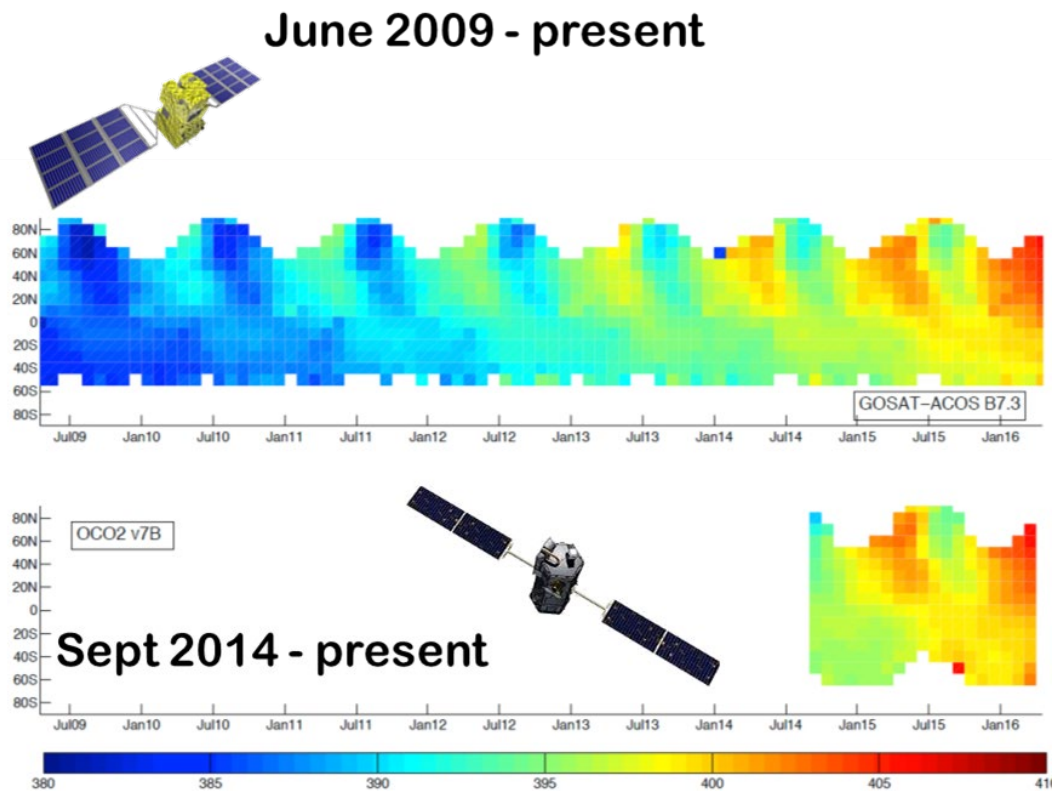 June 2009 - present
80N
60N
40N
20N
0
20S
40S
60S
80S
GOSAT-ACOS B7.3
Jul09 Jan10 Jul10 Jan11 Jul11 Jan12 Jul12 Jan13 Jul13 Jan14 Jul14 Jan15 Jul15 Jan16
80N
OCO2 v7B
60N
40N
20N
0
20S
Sept 2014 - present
40S
60S
80S
Jul09 Jan10 Jul10 Jan11 Jul11 Jan12 Jul12 Jan13 Jul13 Jan14 Jul14 Jan15 Jul15 Jan16
380 385 390 395 400 405